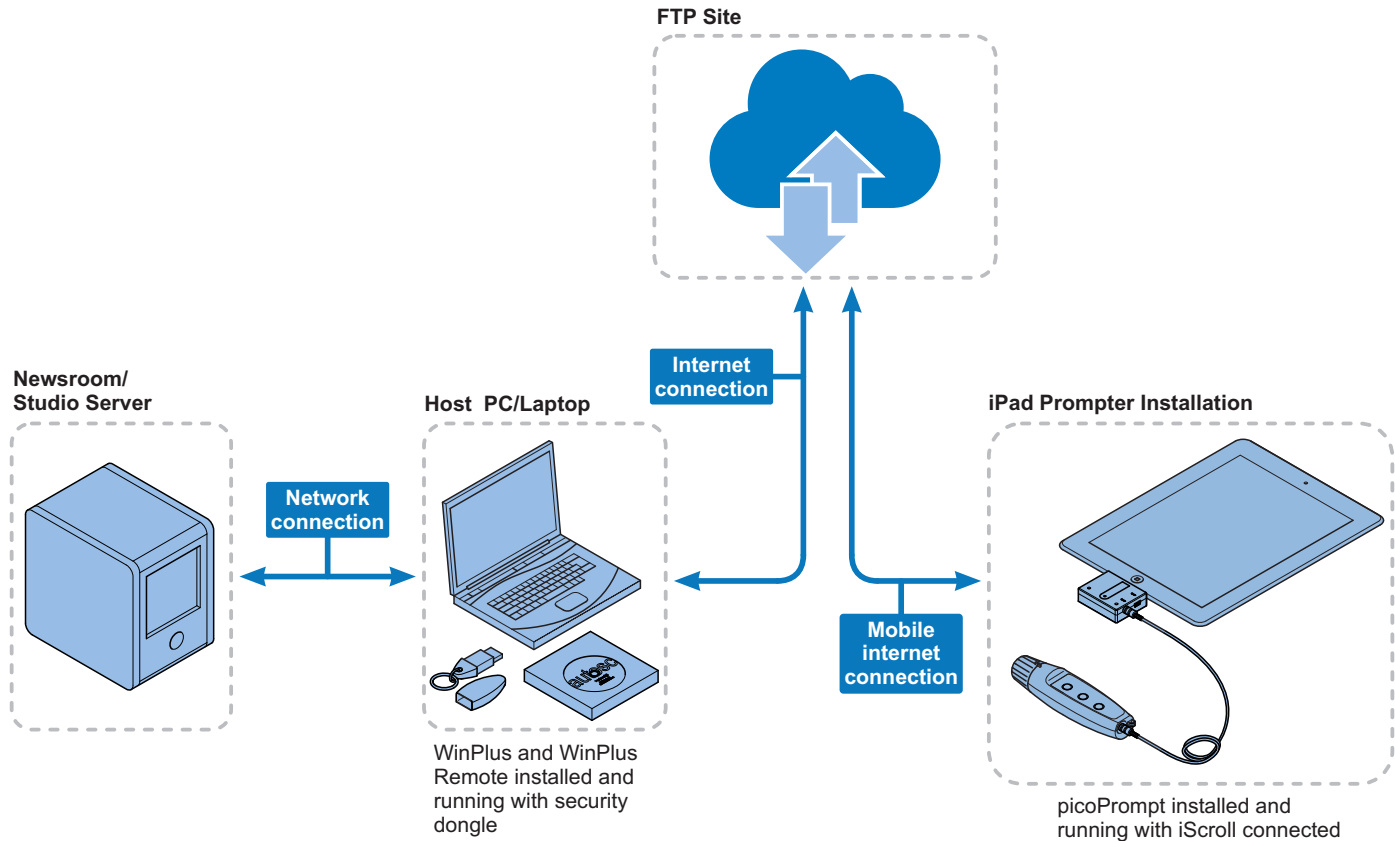 FTP Site
Internet
connection
Newsroom/
Studio Server
Host PC/Laptop
iPad Prompter Installation
Network
connection
Mobile
internet
connection
WinPlus and WinPlus
Remote installed and
running with security
dongle
picoPrompt installed and
running with iScroll connected